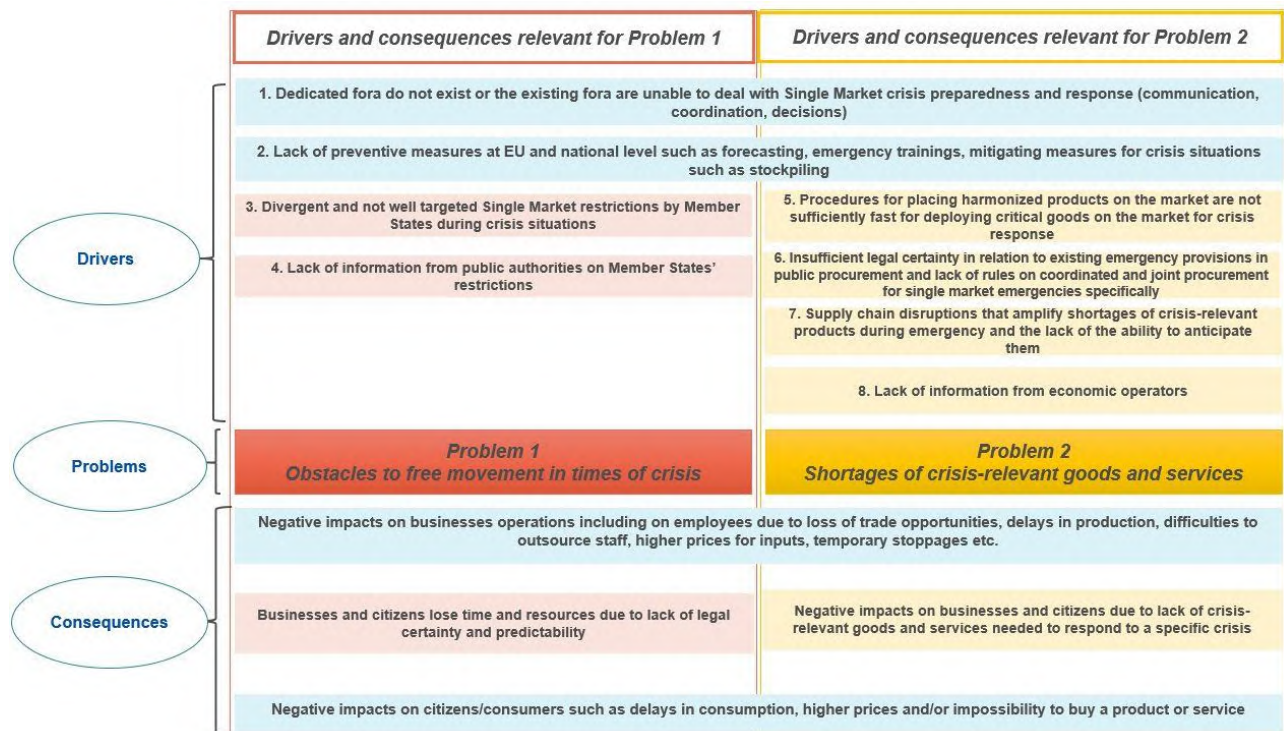 Drivers and consequences relevant for Problem 1
Drivers and consequences relevant for Problem 2
1. Dedicated fora do not exist or the existing fora are unable to deal with Single Market crisis preparedness and response (communication,
coordination, decisions)
2. Lack of preventive measures at EU and national level such as forecasting, emergency trainings, mitigating measures for crisis situations
such as stockpiling
Drivers
3. Divergent and not well targeted Single Market restrictions by Member
States during crisis situations
4. Lack of information from public authorities on Member States'
restrictions
5. Procedures for placing harmonized products on the market are not
sufficiently fast for deploying critical goods on the market for crisis
response
6. Insufficient legal certainty in relation to existing emergency provisions in
public procurement and lack of rules on coordinated and joint procurement
for single market emergencies specifically
7. Supply chain disruptions that amplify shortages of crisis-relevant
products during emergency and the lack of the ability to anticipate
them
8. Lack of information from economic operators
Problems
Problem 1
Obstacles to free movement in times of crisis
Problem 2
Shortages of crisis-relevant goods and services
Negative impacts on businesses operations including on employees due to loss of trade opportunities, delays in production, difficulties to
outsource staff, higher prices for inputs, temporary stoppages etc.
Consequences
Businesses and citizens lose time and resources due to lack of legal
certainty and predictability
Negative impacts on businesses and citizens due to lack of crisis-
relevant goods and services needed to respond to a specific crisis
Negative impacts on citizens/consumers such as delays in consumption, higher prices and/or impossibility to buy a product or service